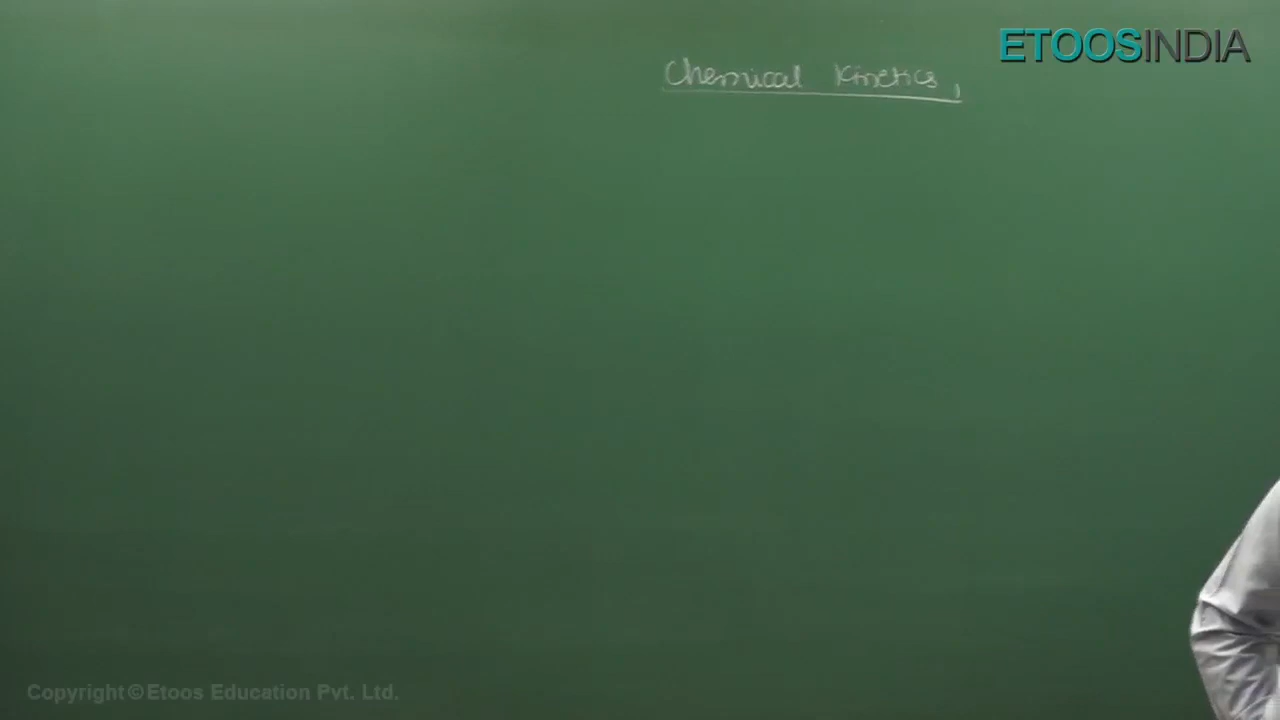 ETOOSINDIA
Chemical Kinetics,
Copyright © Etoos Education Pvt. Ltd.